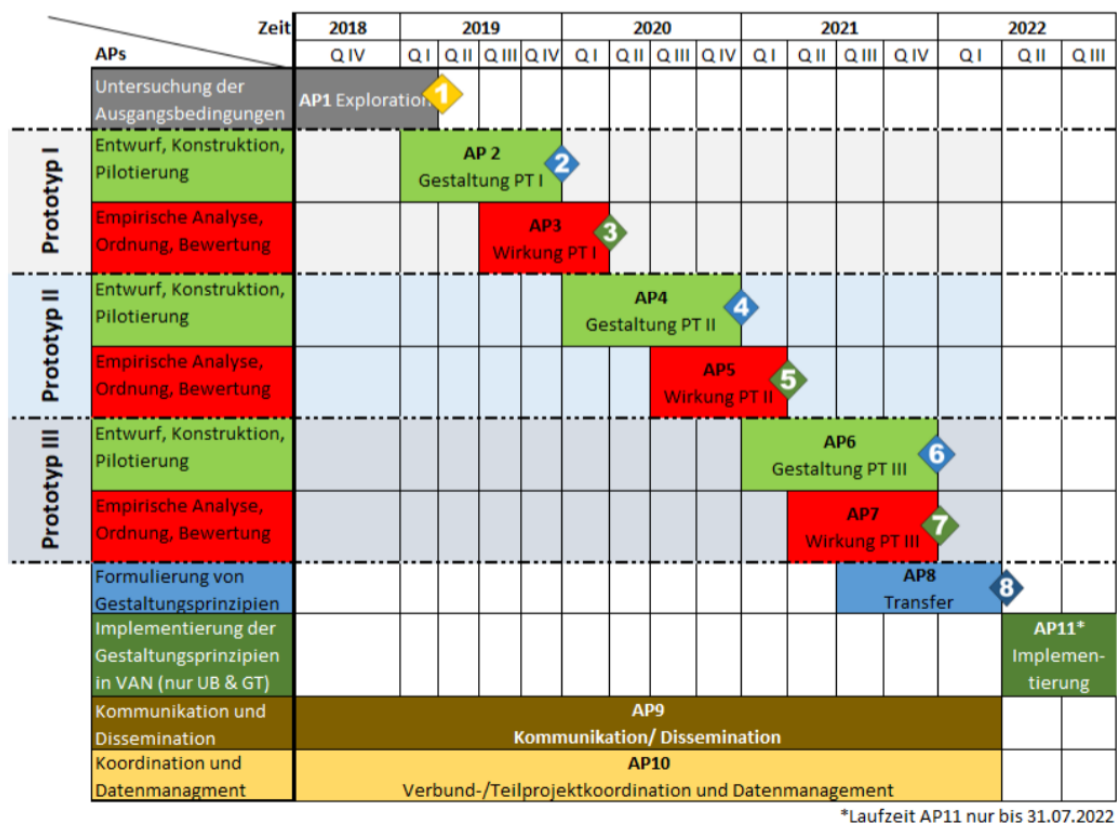 Zeit 2018 2019 2020 2021 2022
APs Q IV Q I Q II Q III Q IV Q I Q II Q III Q IV Q I Q II Q III Q IV Q I Q II Q III
Untersuchung der
Ausgangsbedingungen
AP1 Exploration
1
Prototyp I
Entwurf, Konstruktion,
Pilotierung
AP 2
Gestaltung PT I
2
Empirische Analyse,
Ordnung, Bewertung
AP3
Wirkung PT I
3
Prototyp II
Entwurf, Konstruktion,
Pilotierung
AP4
Gestaltung PT II
4
Empirische Analyse,
Ordnung, Bewertung
AP5
Wirkung PT II
5
Prototyp III
Entwurf, Konstruktion,
Pilotierung
AP6
Gestaltung PT III
6
Empirische Analyse,
Ordnung, Bewertung
AP7
Wirkung PT III
7
Formulierung von
Gestaltungsprinzipien
AP8
Transfer
8
Implementierung der
Gestaltungsprinzipien
in VAN (nur UB & GT)
AP11*
Implemen-
tierung
Kommunikation und
Dissemination
AP9
Kommunikation/ Dissemination
Koordination und
Datenmanagment
AP10
Verbund-/Teilprojektkoordination und Datenmanagement
*Laufzeit AP11 nur bis 31.07.2022